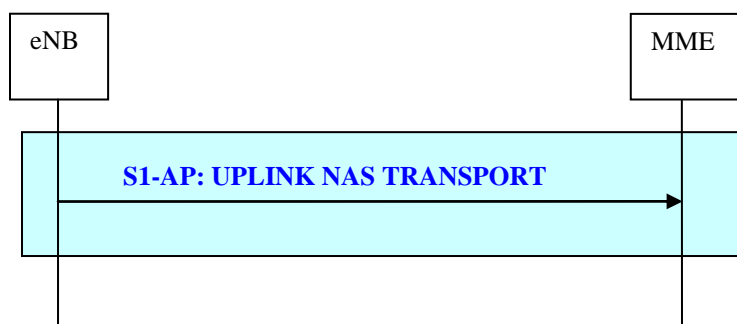 eNB
MME
S1-AP: UPLINK NAS TRANSPORT